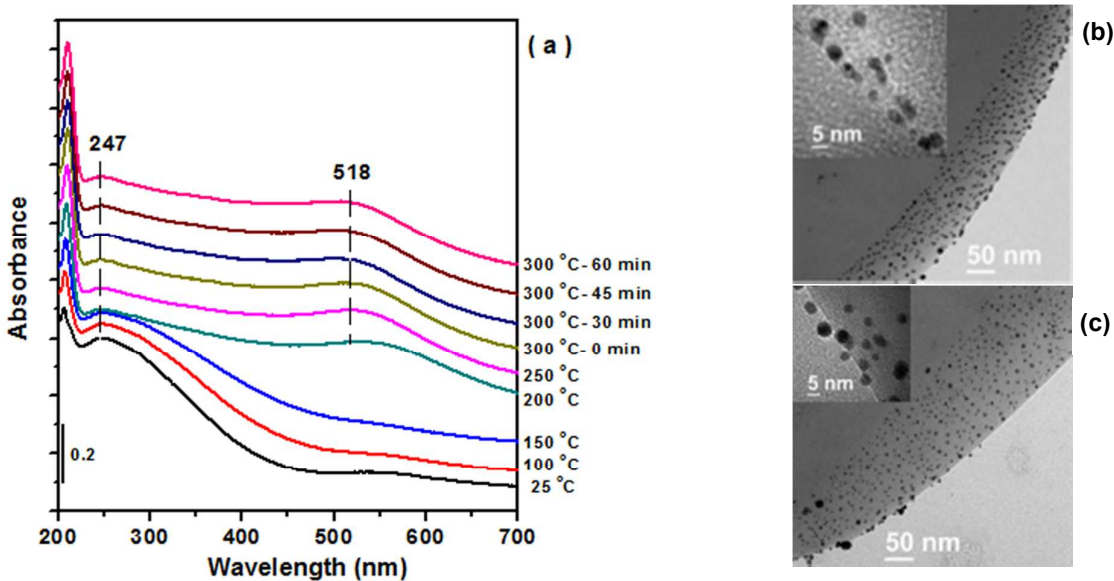 ( a )
247
518
300 °C- 60 min
300 °C- 45 min
300 °C- 30 min
300 °C- 0 min
250 °C
200 °C
150 °C
100 °C
25 °C
0.2
Absorbance
200 300 400 500 600 700
Wavelength (nm)
(b)
5 nm
50 nm
(c)
5 nm
50 nm